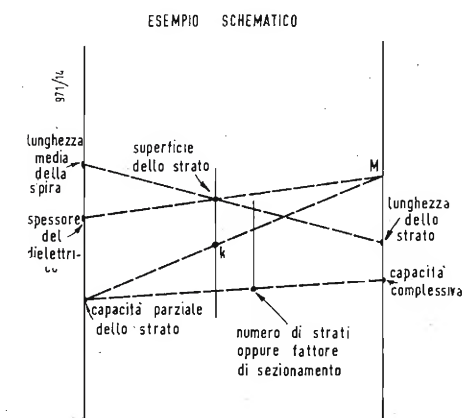 ESEMPIO SCHEMATICO
971/14
lunghezza
media
della
spira
superficie
dello strato
M
lunghezza
dello
strato
spessore
del
dielettri-
co
k
capacità parziale
dello strato
capacità
complessiva
numero di strati
oppure fattore
di sezionamento